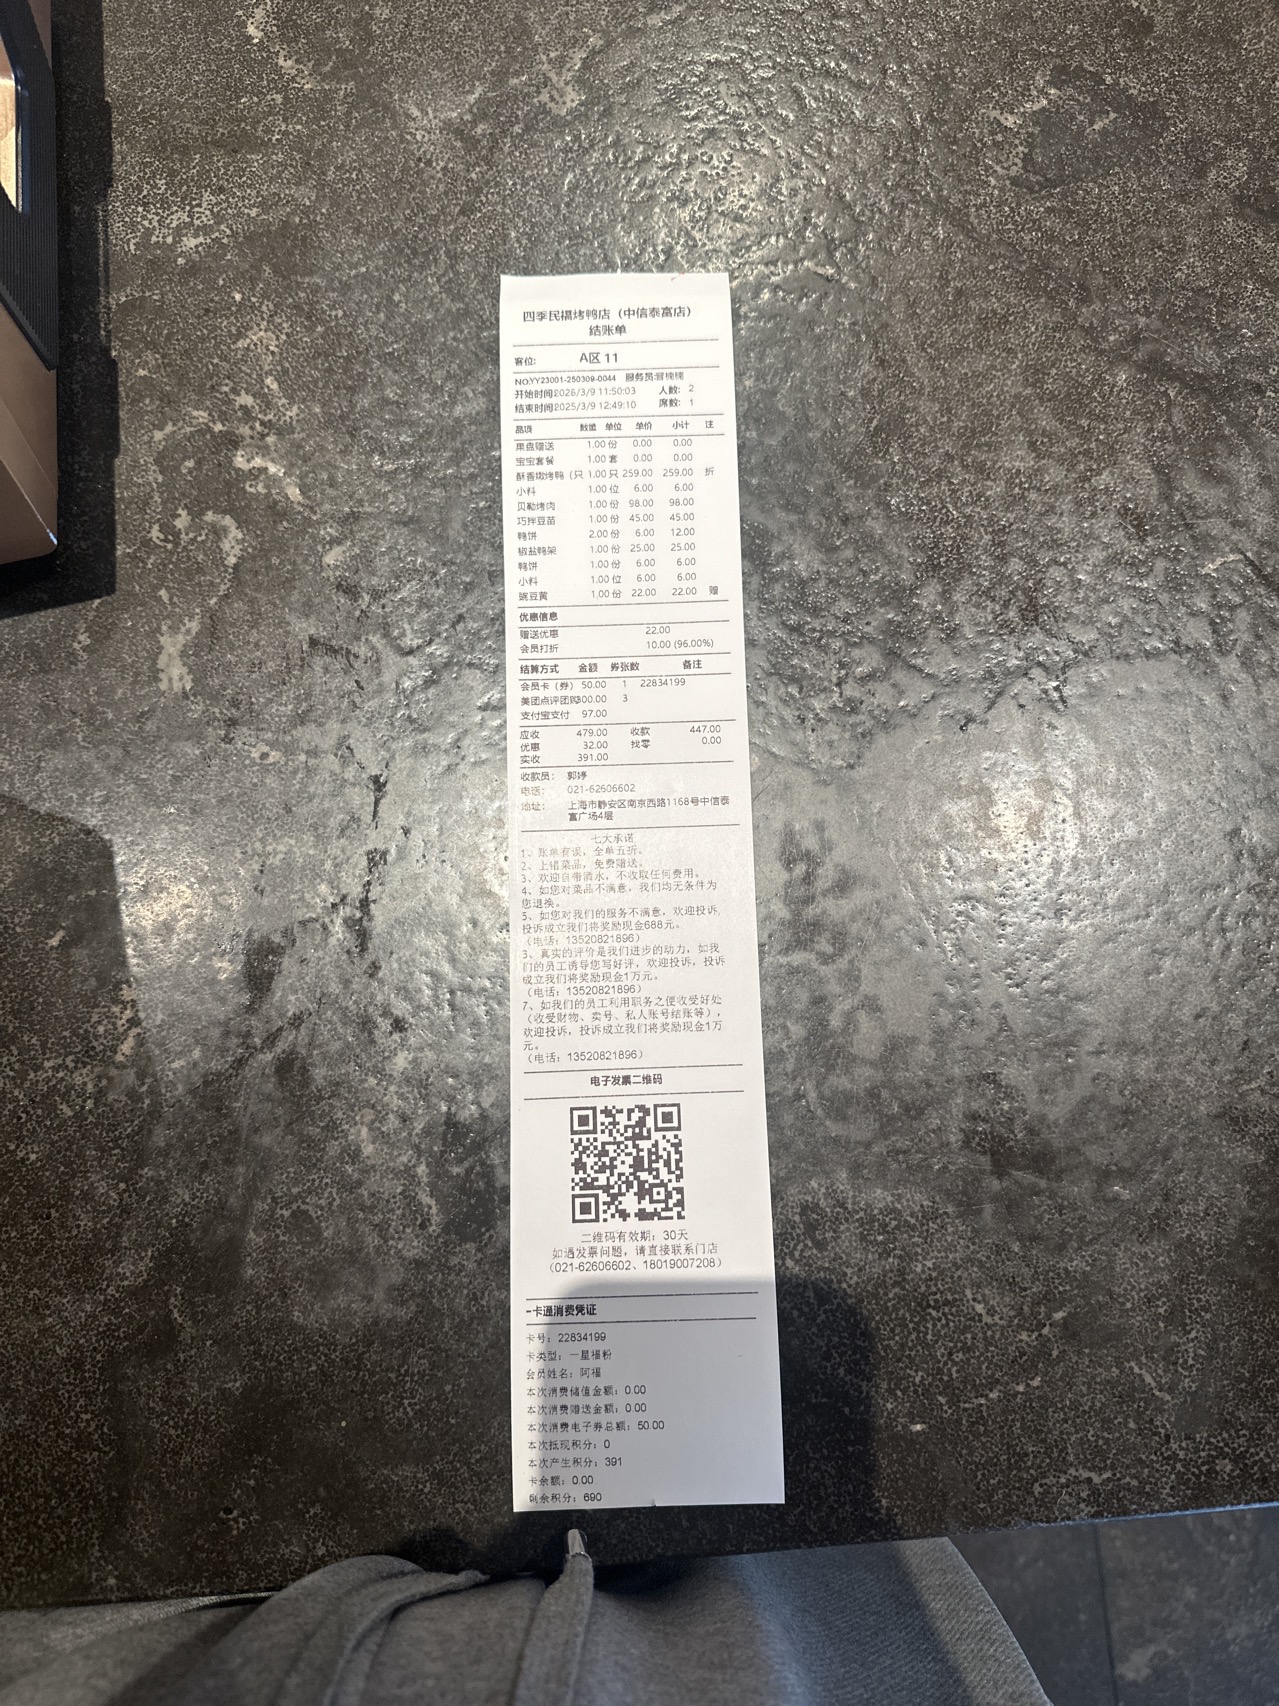 四季民福烤鸭店（中信泰富店）
结账单
客位: A区 11
NO:YY23001-250309-0044 服务员:晋楠楠
开始时间2025/3/9 11:50:03 人数: 2
结束时间2025/3/9 12:49:10 席数: 1
品项 数量 单位 单价 小计 注
果盘赠送 1.00 份 0.00 0.00
宝宝套餐 1.00 套 0.00 0.00
酥香嫩烤鸭（只 1.00 只 259.00 259.00 折
小料 1.00 位 6.00 6.00
贝勒烤肉 1.00 份 98.00 98.00
巧拌豆苗 1.00 份 45.00 45.00
鸭饼 2.00 份 6.00 12.00
椒盐鸭架 1.00 份 25.00 25.00
鸭饼 1.00 份 6.00 6.00
小料 1.00 位 6.00 6.00
豌豆黄 1.00 份 22.00 22.00 赠
优惠信息
赠送优惠 22.00
会员打折 10.00 (96.00%)
结算方式 金额 券张数 备注
会员卡（券） 50.00 1 22834199
美团点评团购300.00 3
支付宝支付 97.00
应收 479.00 收款 447.00
优惠 32.00 找零 0.00
实收 391.00
收款员: 郭婷
电话: 021-62606602
地址: 上海市静安区南京西路1168号中信泰
富广场4层
七大承诺
1、账单有误，全单五折。
2、上错菜品，免费赠送。
3、欢迎自带酒水，不收取任何费用。
4、如您对菜品不满意，我们均无条件为
您退换。
5、如您对我们的服务不满意，欢迎投诉，
投诉成立我们将奖励现金688元。
（电话：13520821896）
3、真实的评价是我们进步的动力，如我
们的员工诱导您写好评，欢迎投诉，投诉
成立我们将奖励现金1万元。
（电话：13520821896）
7、如我们的员工利用职务之便收受好处
（收受财物、卖号、私人账号结账等），
欢迎投诉，投诉成立我们将奖励现金1万
元。
（电话：13520821896）
电子发票二维码
二维码有效期：30天
如遇发票问题，请直接联系门店
（021-62606602、18019007208）
-卡通消费凭证
卡号：22834199
卡类型：一星福粉
会员姓名：阿福
本次消费储值金额：0.00
本次消费赠送金额：0.00
本次消费电子券总额：50.00
本次抵现积分：0
本次产生积分：391
卡余额：0.00
剩余积分：690